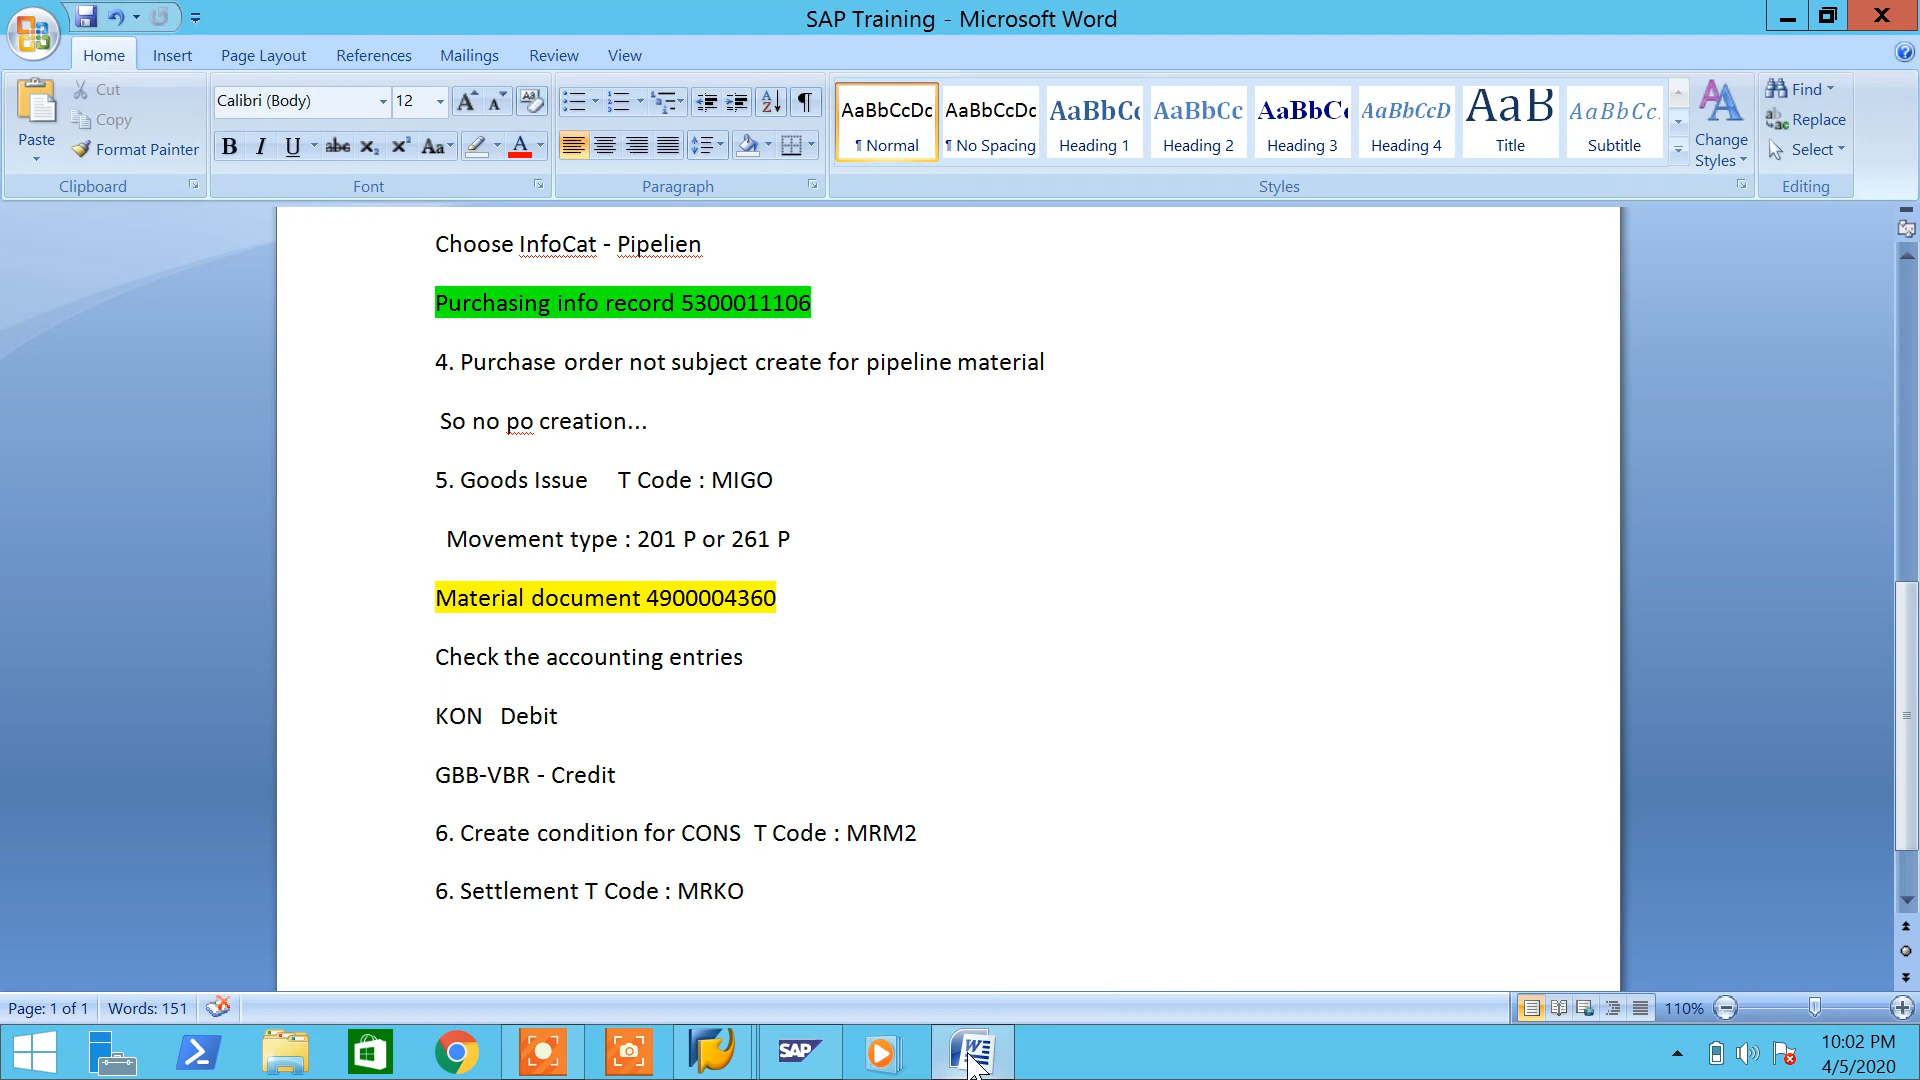 SAP Training - Microsoft Word
Home Insert Page Layout References Mailings Review View
Paste
Cut
Copy
Format Painter
Clipboard
Calibri (Body) 12
Font
Paragraph
AaBbCcDc AaBbCcDc AaBbC AaBbCc AaBbC AaBbCcD AaB AaBbCc.
¶ Normal ¶ No Spacing Heading 1 Heading 2 Heading 3 Heading 4 Title Subtitle
Change Styles
Styles
Find
Replace
Select
Editing
Choose InfoCat - Pipelien
Purchasing info record 5300011106
4. Purchase order not subject create for pipeline material
So no po creation...
5. Goods Issue T Code : MIGO
Movement type : 201 P or 261 P
Material document 4900004360
Check the accounting entries
KON Debit
GBB-VBR - Credit
6. Create condition for CONS T Code : MRM2
6. Settlement T Code : MRKO
Page: 1 of 1 Words: 151 110%
SAP
10:02 PM
4/5/2020